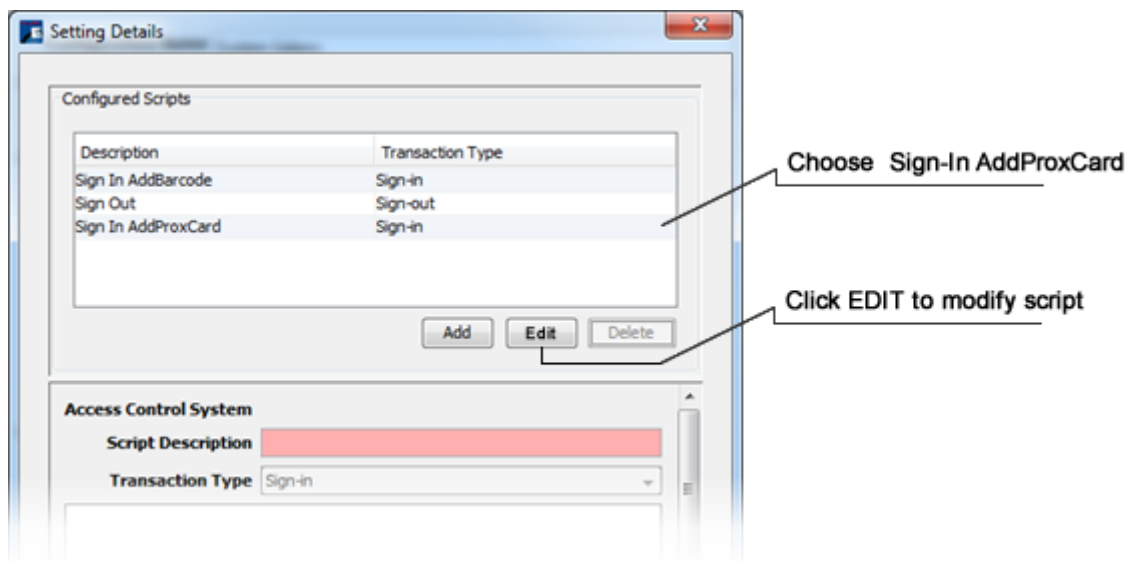 Setting Details
Configured Scripts
Description Transaction Type
Sign In AddBarcode Sign-in
Sign Out Sign-out
Sign In AddProxCard Sign-in
Choose Sign-In AddProxCard
Click EDIT to modify script
Add Edit Delete
Access Control System
Script Description
Transaction Type Sign-in